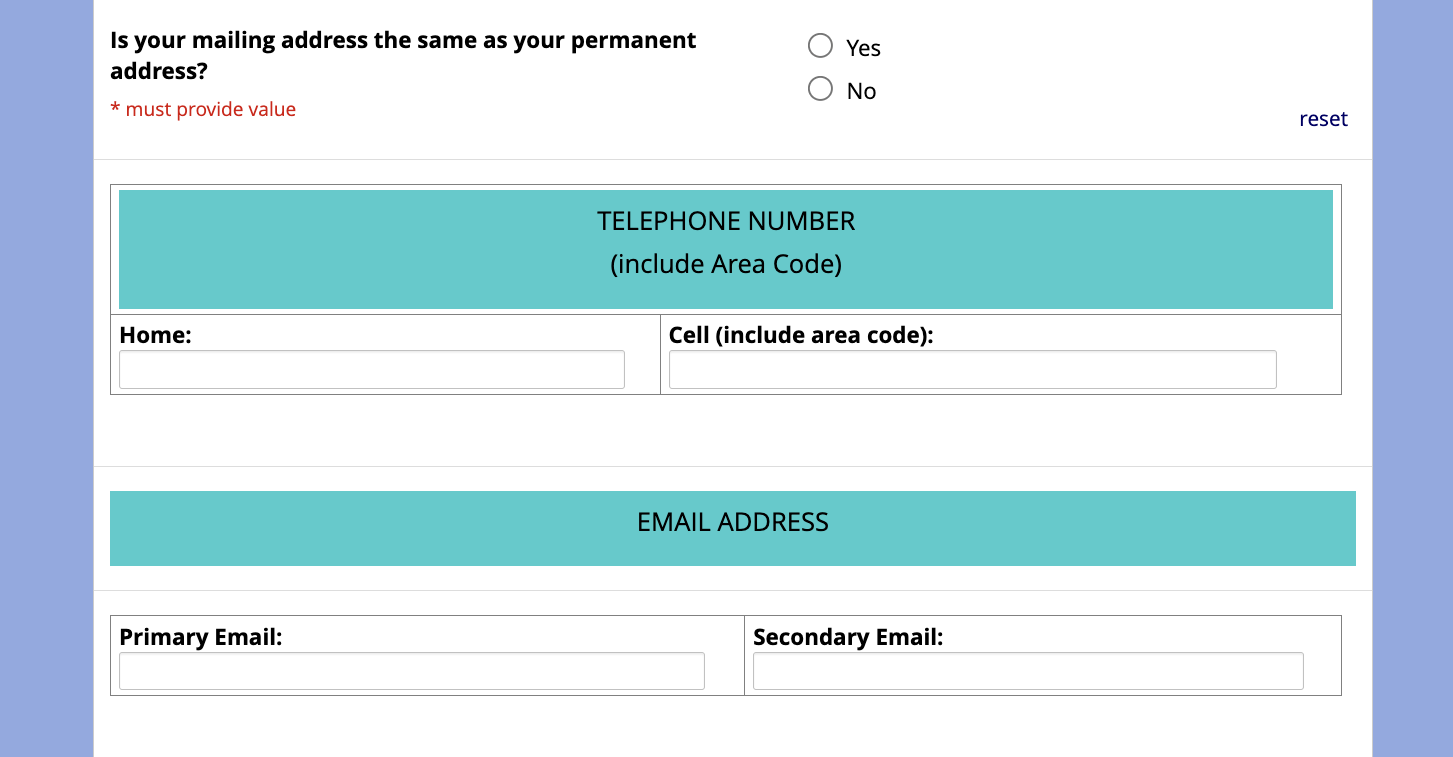 Is your mailing address the same as your permanent
address?
* must provide value
Yes
No
reset
TELEPHONE NUMBER
(include Area Code)
Home:
Cell (include area code):
EMAIL ADDRESS
Primary Email:
Secondary Email: